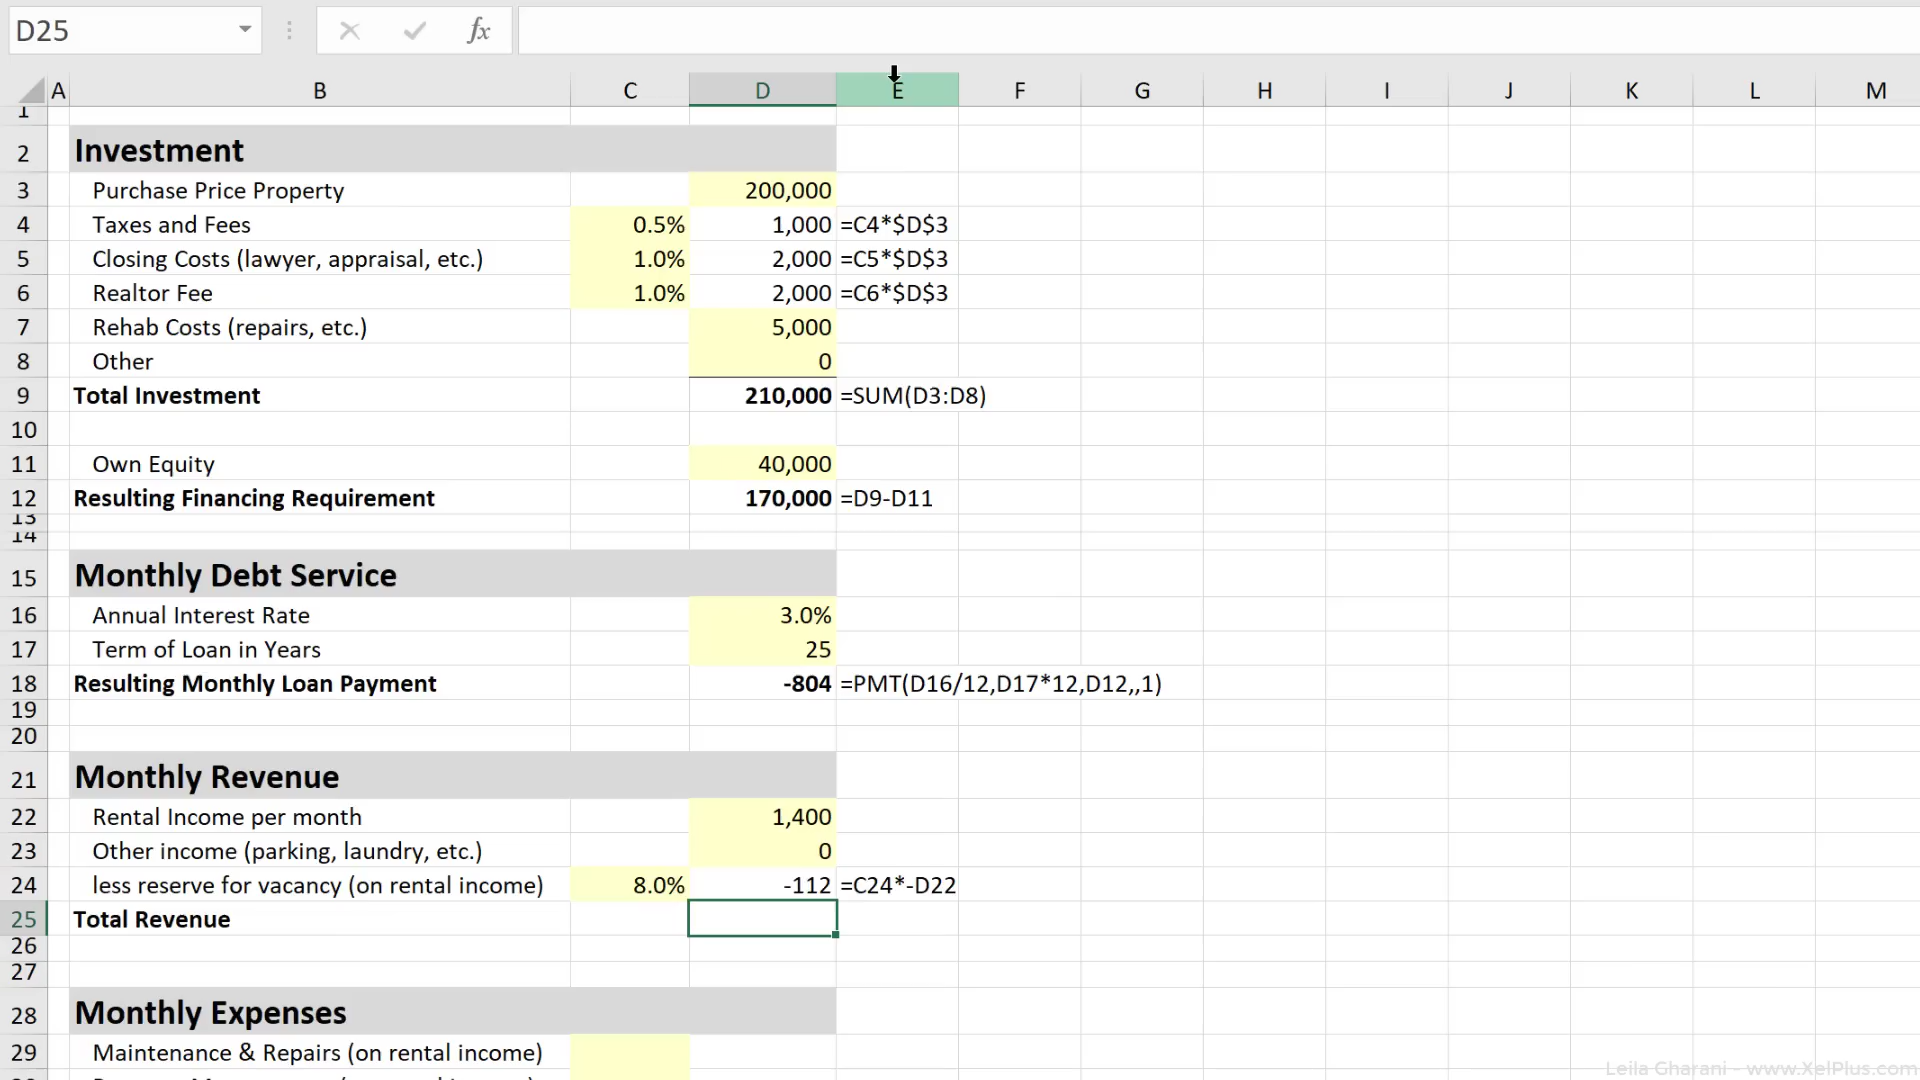 D25 fx
A B C D E F G H I J K L M
1
2 Investment
3 Purchase Price Property 200,000
4 Taxes and Fees 0.5% 1,000 =C4*$D$3
5 Closing Costs (lawyer, appraisal, etc.) 1.0% 2,000 =C5*$D$3
6 Realtor Fee 1.0% 2,000 =C6*$D$3
7 Rehab Costs (repairs, etc.) 5,000
8 Other 0
9 Total Investment 210,000 =SUM(D3:D8)
10
11 Own Equity 40,000
12 Resulting Financing Requirement 170,000 =D9-D11
13
14
15 Monthly Debt Service
16 Annual Interest Rate 3.0%
17 Term of Loan in Years 25
18 Resulting Monthly Loan Payment -804 =PMT(D16/12,D17*12,D12,,1)
19
20
21 Monthly Revenue
22 Rental Income per month 1,400
23 Other income (parking, laundry, etc.) 0
24 less reserve for vacancy (on rental income) 8.0% -112 =C24*-D22
25 Total Revenue
26
27
28 Monthly Expenses
29 Maintenance & Repairs (on rental income)
Leila Gharani - www.XelPlus.com